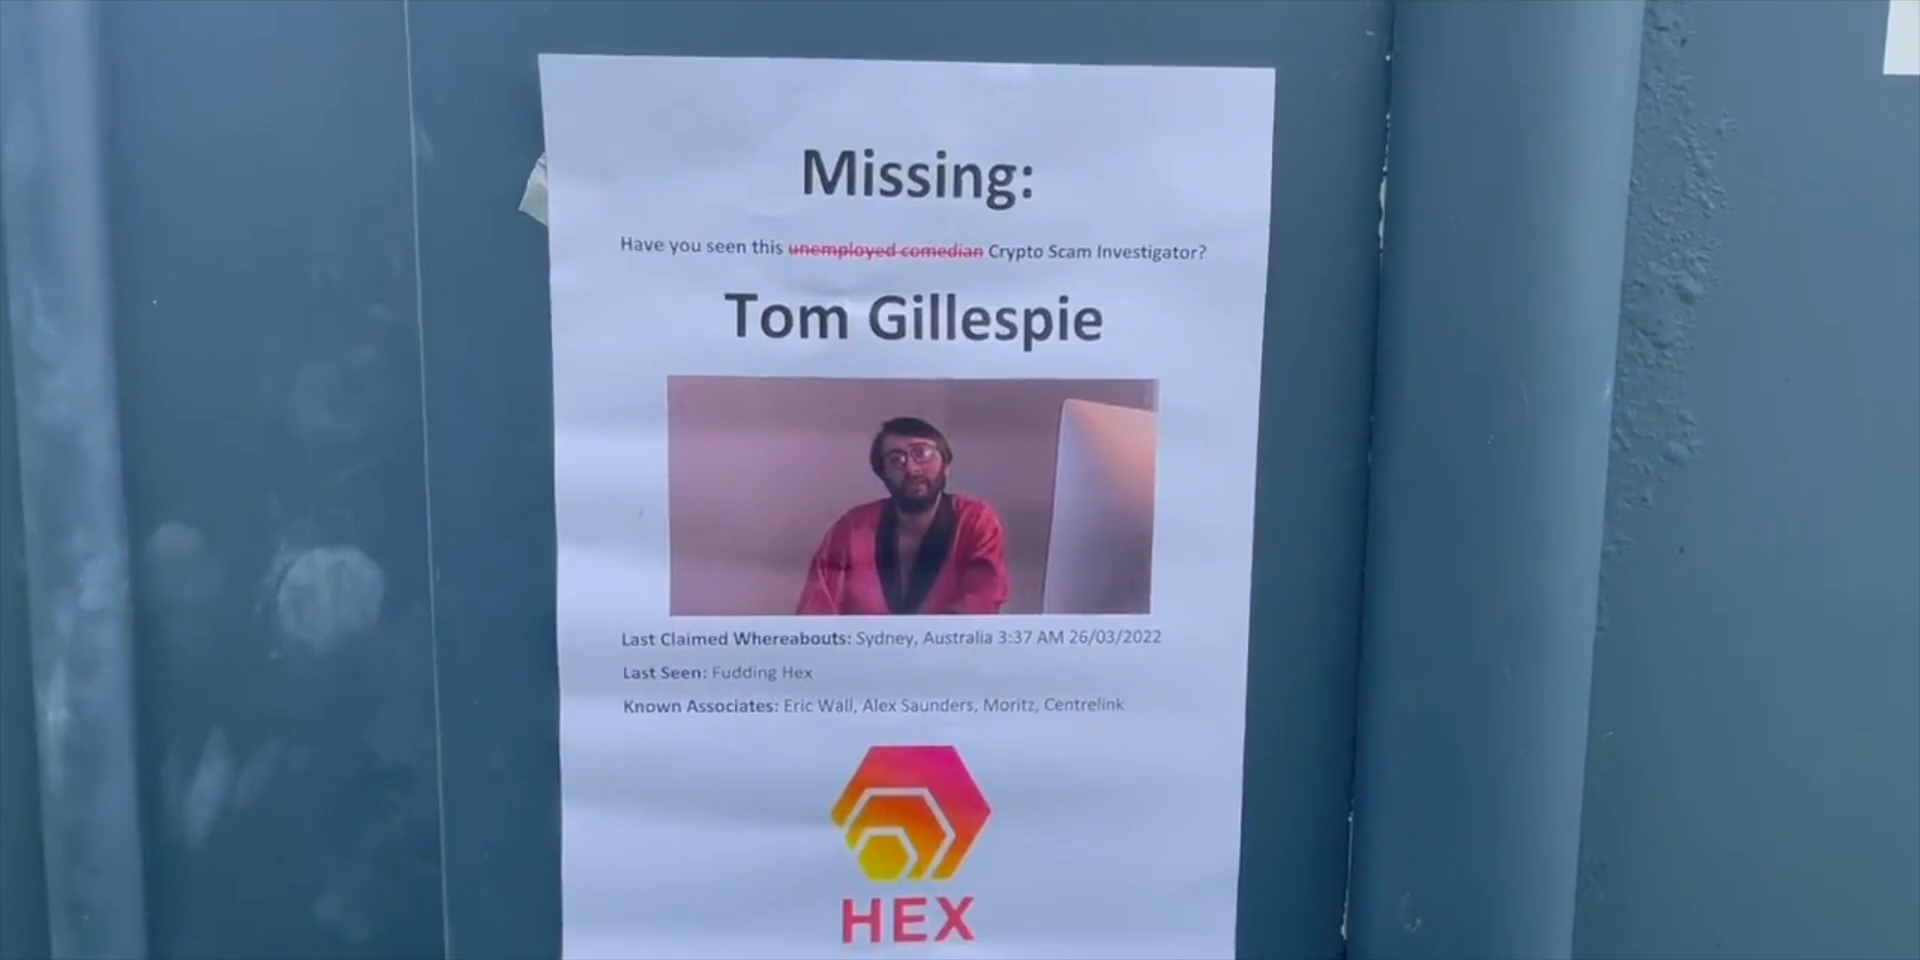 Missing:
Have you seen this unemployed comedian Crypto Scam Investigator?
Tom Gillespie
Last Claimed Whereabouts: Sydney, Australia 3:37 AM 26/03/2022
Last Seen: Fudding Hex
Known Associates: Eric Wall, Alex Saunders, Moritz, Centrelink
HEX